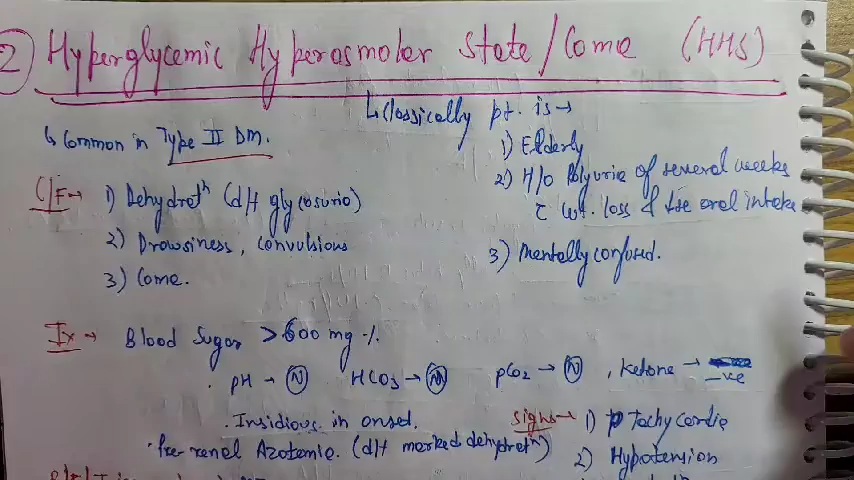 2 Hyperglycemic Hyperosmolar State/Coma (HHS)
↳ Classically pt. is →
↳ Common in Type II DM.
1) Elderly
2) H/o Polyuria of several weeks
c̄ wt. loss & ↓se oral intake
3) Mentally confused.
C/F → 1) Dehydratⁿ (d/t glycosuria)
2) Drowsiness, Convulsions
3) Coma.
Ix → Blood Sugar > 600 mg %
· pH → Ⓝ HCO3 → Ⓝ pCO2 → Ⓝ , Ketone → -ve
· Insidious in onset.
· Pre-renal Azotemia. (d/t marked dehydratⁿ)
Signs → 1) Tachycardia
2) Hypotension